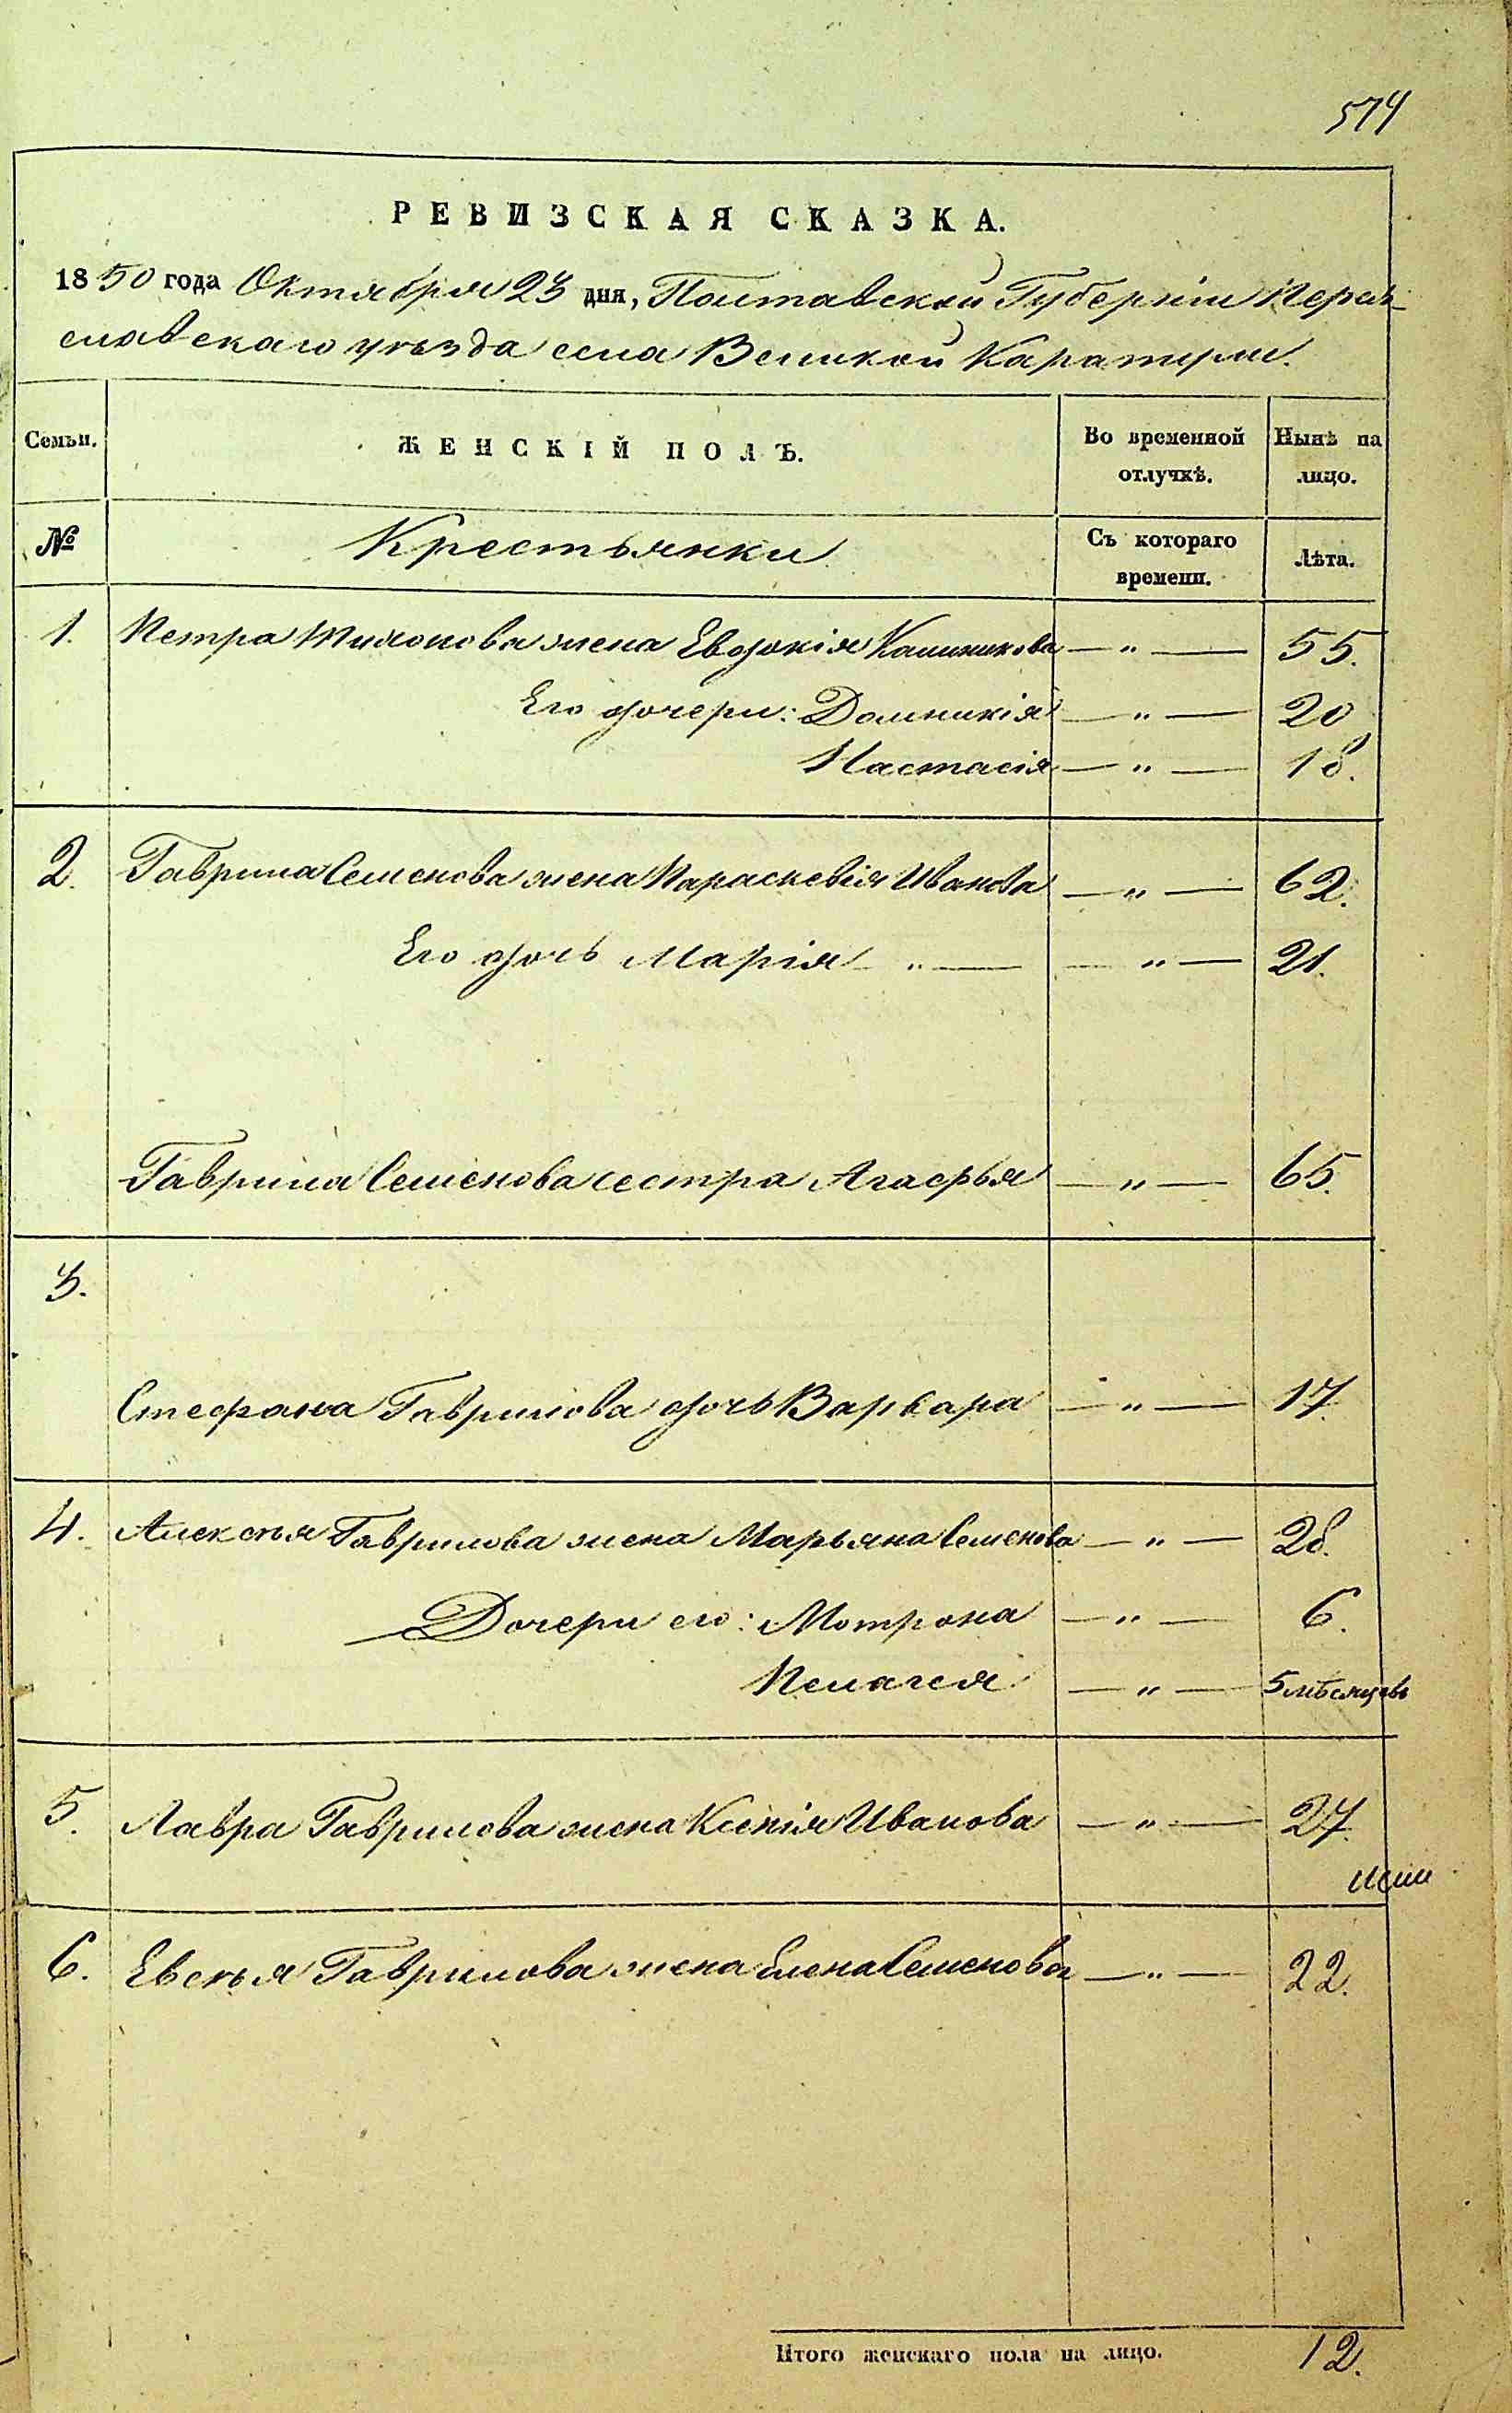 574
РЕВИЗСКАЯ СКАЗКА.
1850 года Октября 23 дня, Полтавской Губерніи Перея-
славскаго уѣзда села Великой Каратули.
Семьи. ЖЕНСКІЙ ПОЛЪ. Во временной отлучкѣ. Нынѣ на лицо.
№ Крестьянки Съ котораго времени. Лѣта.
1. Петра Тихонова жена Евдокія Калиникова — " — 55.
Его дочери: Домникія — " — 20
Настасія — " — 18.
2. Гаврила Семенова жена Параскевія Иванова — " — 62.
Его дочь Марія — " — — " — 21.
Гаврила Семенова сестра Агафья — " — 65.
3.
Стефана Гаврилова дочь Варвара — " — 17.
4. Алексѣя Гаврилова жена Марьяна Семенова — " — 28.
Дочери его: Мотрона — " — 6.
Пелагея — " — 5 мѣсяцевъ
5. Лавра Гаврилова жена Ксенія Иванова — " — 27.
6. Евсѣя Гаврилова жена Елена Семенова — " — 22.
Итого женскаго пола на лицо. 12.